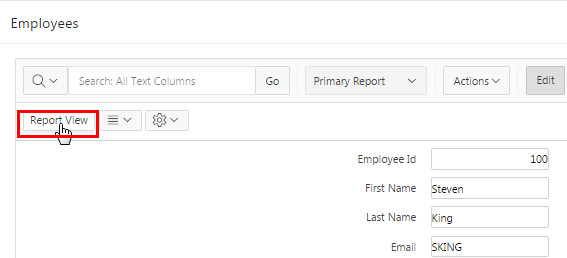 Employees
Search: All Text Columns Go Primary Report Actions Edit
Report View
Employee Id 100
First Name Steven
Last Name King
Email SKING